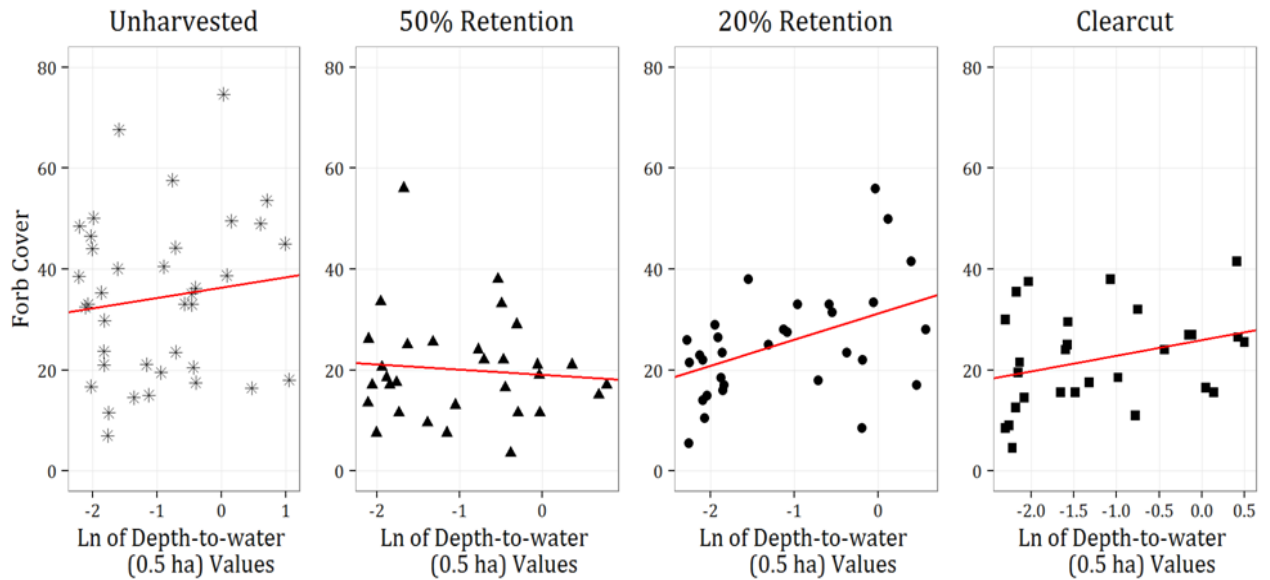 Unharvested
50% Retention
20% Retention
Clearcut
Forb Cover
80
60
40
20
0
-2 -1 0 1
Ln of Depth-to-water
(0.5 ha) Values
80
60
40
20
0
-2 -1 0
Ln of Depth-to-water
(0.5 ha) Values
80
60
40
20
0
-2 -1 0
Ln of Depth-to-water
(0.5 ha) Values
80
60
40
20
0
-2.0 -1.5 -1.0 -0.5 0.0 0.5
Ln of Depth-to-water
(0.5 ha) Values